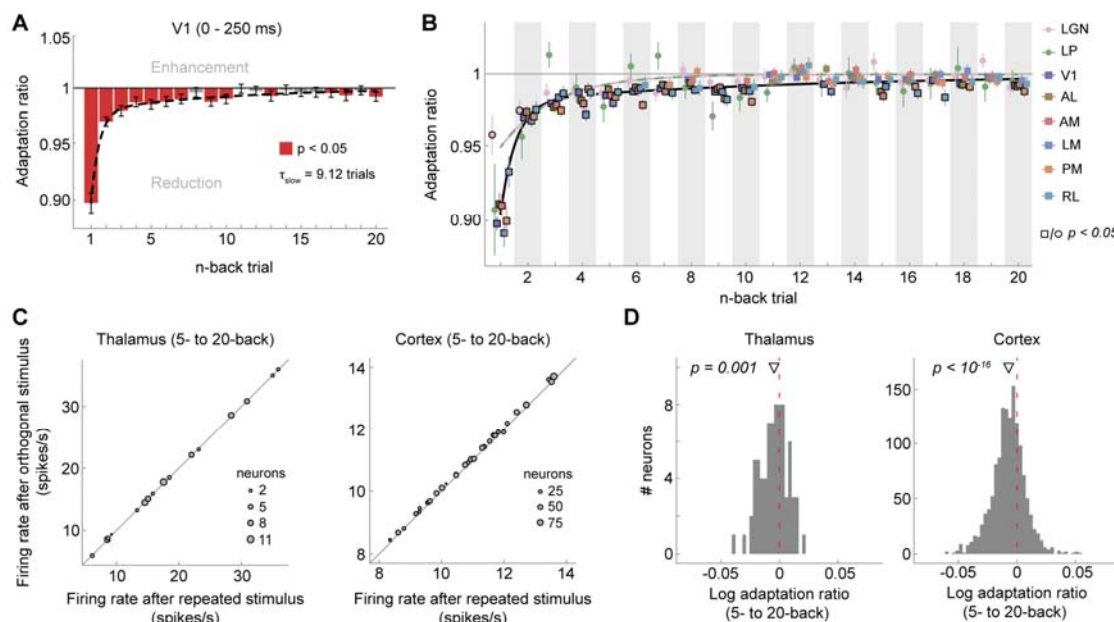 A
V1 (0 - 250 ms)
1.05
1
0.95
0.90
Adaptation ratio
Enhancement
Reduction
p < 0.05
τslow = 9.12 trials
1
5
10
15
20
n-back trial
B
1
0.95
0.90
Adaptation ratio
2
4
6
8
10
12
14
16
18
20
n-back trial
LGN
LP
V1
AL
AM
LM
PM
RL
p < 0.05
C
Thalamus (5- to 20-back)
Firing rate after orthogonal stimulus
(spikes/s)
30
20
10
neurons
2
5
8
11
10
20
30
Firing rate after repeated stimulus
(spikes/s)
Cortex (5- to 20-back)
14
12
10
8
neurons
25
50
75
8
10
12
14
Firing rate after repeated stimulus
(spikes/s)
D
Thalamus
p = 0.001
# neurons
8
4
0
-0.05
0
0.05
Log adaptation ratio
(5- to 20-back)
Cortex
p < 10-16
150
100
50
0
-0.05
0
0.05
Log adaptation ratio
(5- to 20-back)